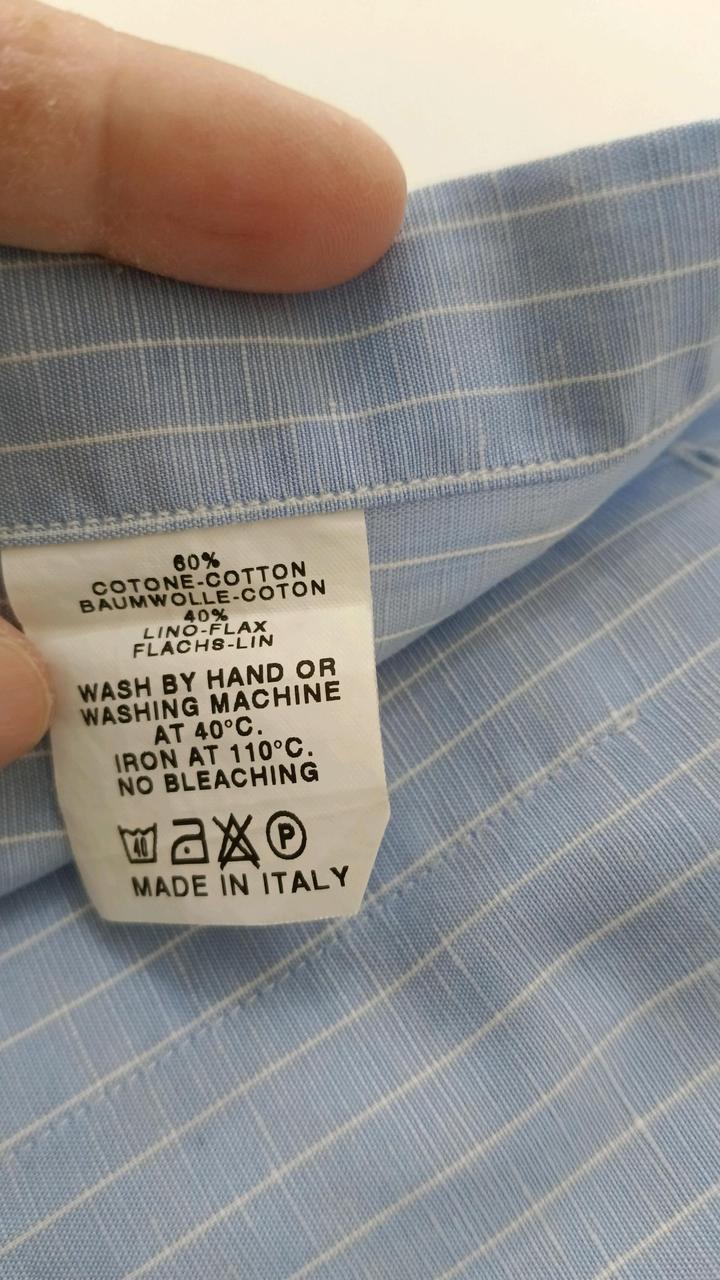 60%
COTONE-COTTON
BAUMWOLLE-COTON
40%
LINO-FLAX
FLACHS-LIN
WASH BY HAND OR
WASHING MACHINE
AT 40°C.
IRON AT 110°C.
NO BLEACHING
40 P
MADE IN ITALY